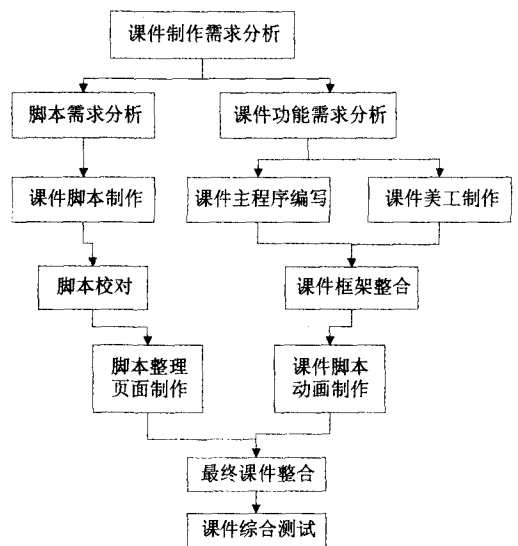 课件制作需求分析
脚本需求分析
课件功能需求分析
课件脚本制作
课件主程序编写
课件美工制作
脚本校对
课件框架整合
脚本整理
页面制作
课件脚本
动画制作
最终课件整合
课件综合测试